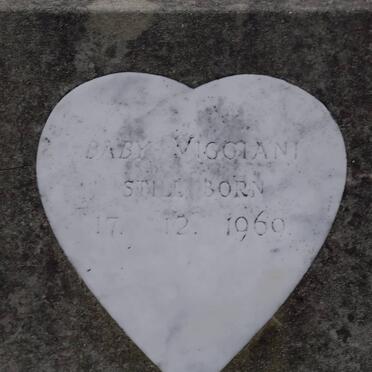 BABY VIGGIANI
STILL BORN
17. 12. 1960